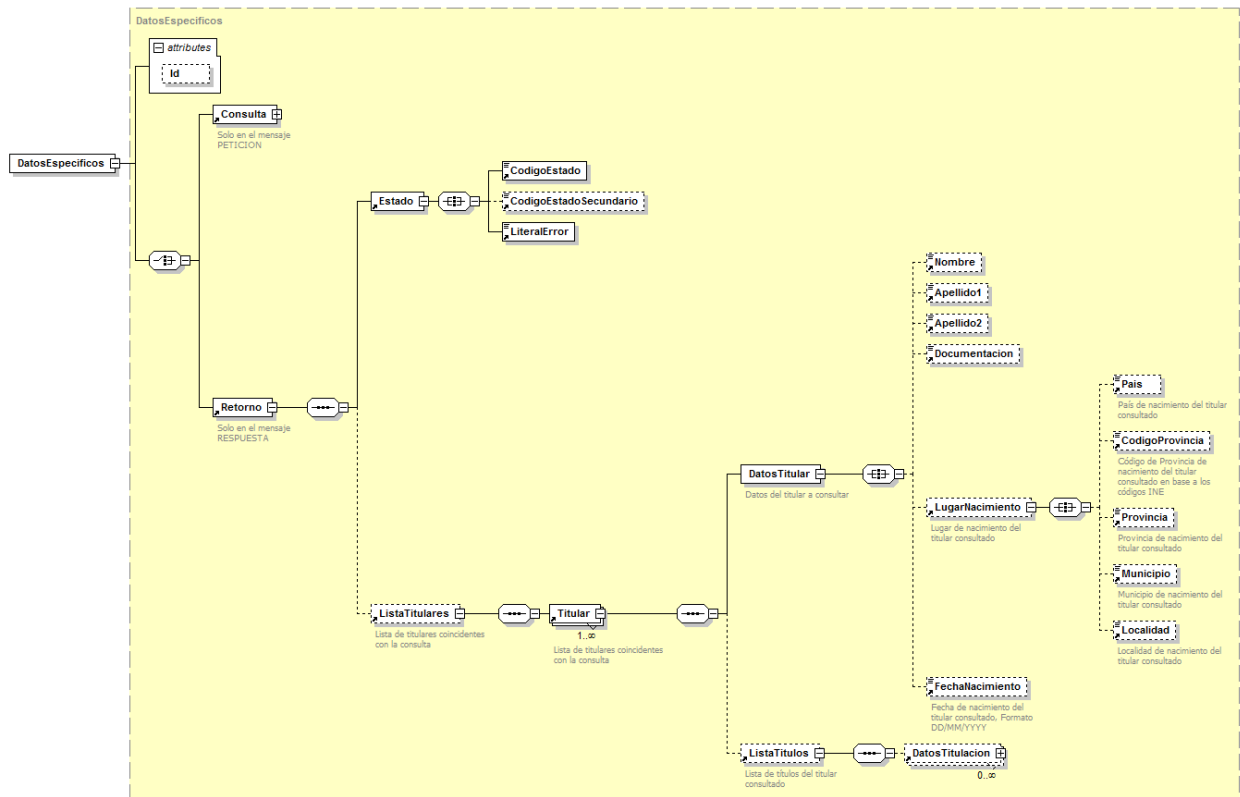 DatosEspecificos
attributes
Id
Consulta
Solo en el mensaje
PETICION
DatosEspecificos
CodigoEstado
Estado
CodigoEstadoSecundario
LiteralError
Nombre
Apellido1
Apellido2
Documentacion
Pais
País de nacimiento del titular
consultado
Retorno
Solo en el mensaje
RESPUESTA
CodigoProvincia
Código de Provincia de
nacimiento del titular
consultado en base a los
códigos INE
DatosTitular
Datos del titular a consultar
LugarNacimiento
Lugar de nacimiento del
titular consultado
Provincia
Provincia de nacimiento del
titular consultado
Municipio
Municipio de nacimiento del
titular consultado
ListaTitulares
Lista de titulares coincidentes
con la consulta
Titular
1..∞
Lista de titulares coincidentes
con la consulta
Localidad
Localidad de nacimiento del
titular consultado
FechaNacimiento
Fecha de nacimiento del
titular consultado, Formato
DD/MM/YYYY
ListaTitulos
Lista de títulos del titular
consultado
DatosTitulacion
0..∞